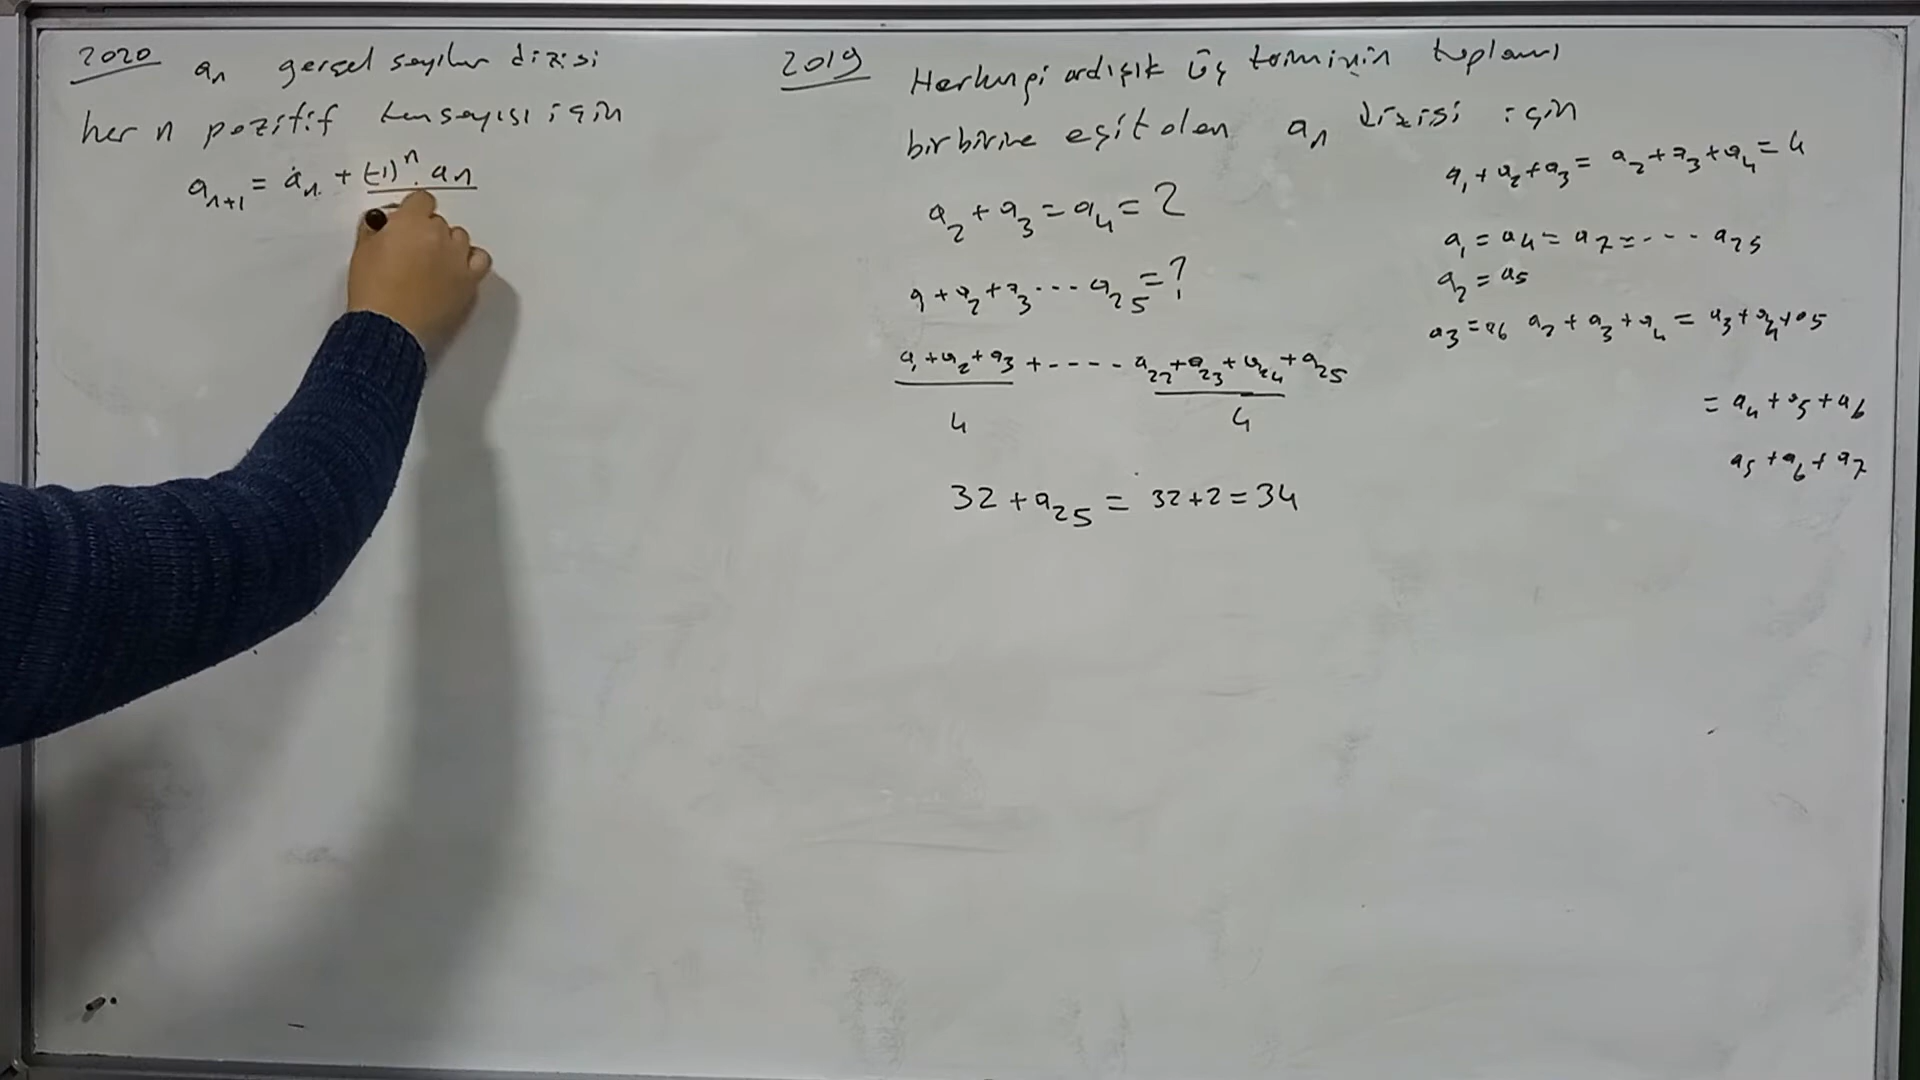 2020 aₙ gerçel sayılar dizisi
her n pozitif tamsayısı için
aₙ₊₁ = aₙ + (-1)ⁿ . aₙ
2019 Herhangi ardışık üç teriminin toplamı
birbirine eşit olan aₙ dizisi için
a₂ + a₃ = a₄ = 2
a₁ + a₂ + a₃ ... a₂₅ = ?
a₁ + a₂ + a₃ + ---- a₂₂ + a₂₃ + a₂₄ + a₂₅
4 4
32 + a₂₅ = 32 + 2 = 34
a₁ + a₂ + a₃ = a₂ + a₃ + a₄ = 4
a₁ = a₄ = a₇ = --- a₂₅
a₂ = a₅
a₃ = a₆ a₂ + a₃ + a₄ = a₃ + a₄ + a₅
= a₄ + a₅ + a₆
a₅ + a₆ + a₇